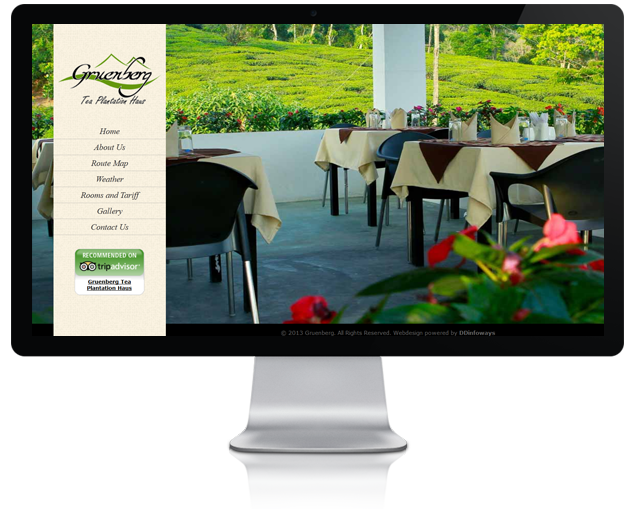 Gruenberg
Tea Plantation Haus
Home
About Us
Route Map
Weather
Rooms and Tariff
Gallery
Contact Us
RECOMMENDED ON
tripadvisor
Gruenberg Tea
Plantation Haus
© 2013 Gruenberg. All Rights Reserved. Webdesign powered by DDinfoways